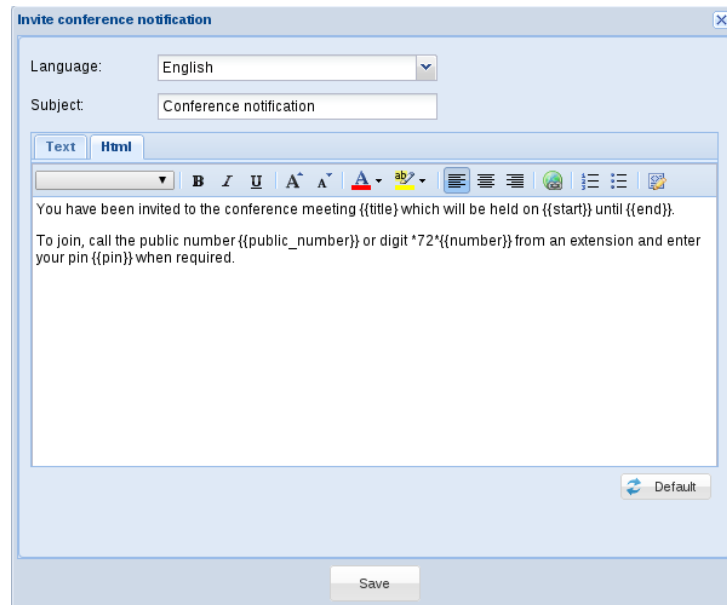 Invite conference notification
Language:
English
Subject:
Conference notification
Text
Html
B I U A A A ab
You have been invited to the conference meeting {{title} which will be held on {{start}} until {{end}}.
To join, call the public number {{public_number}} or digit *72*{{number}} from an extension and enter
your pin {{pin}} when required.
Default
Save